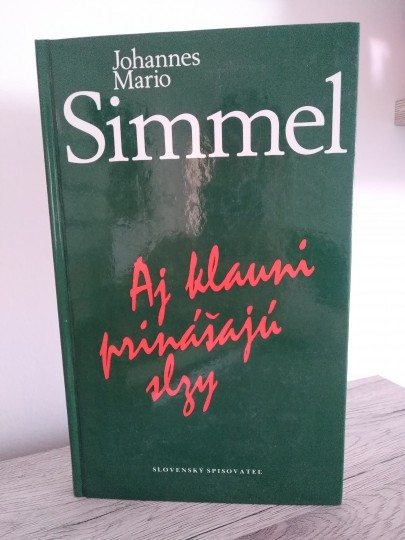 Johannes
Mario
Simmel
Aj klauni
prinášajú
slzy
SLOVENSKÝ SPISOVATEĽ